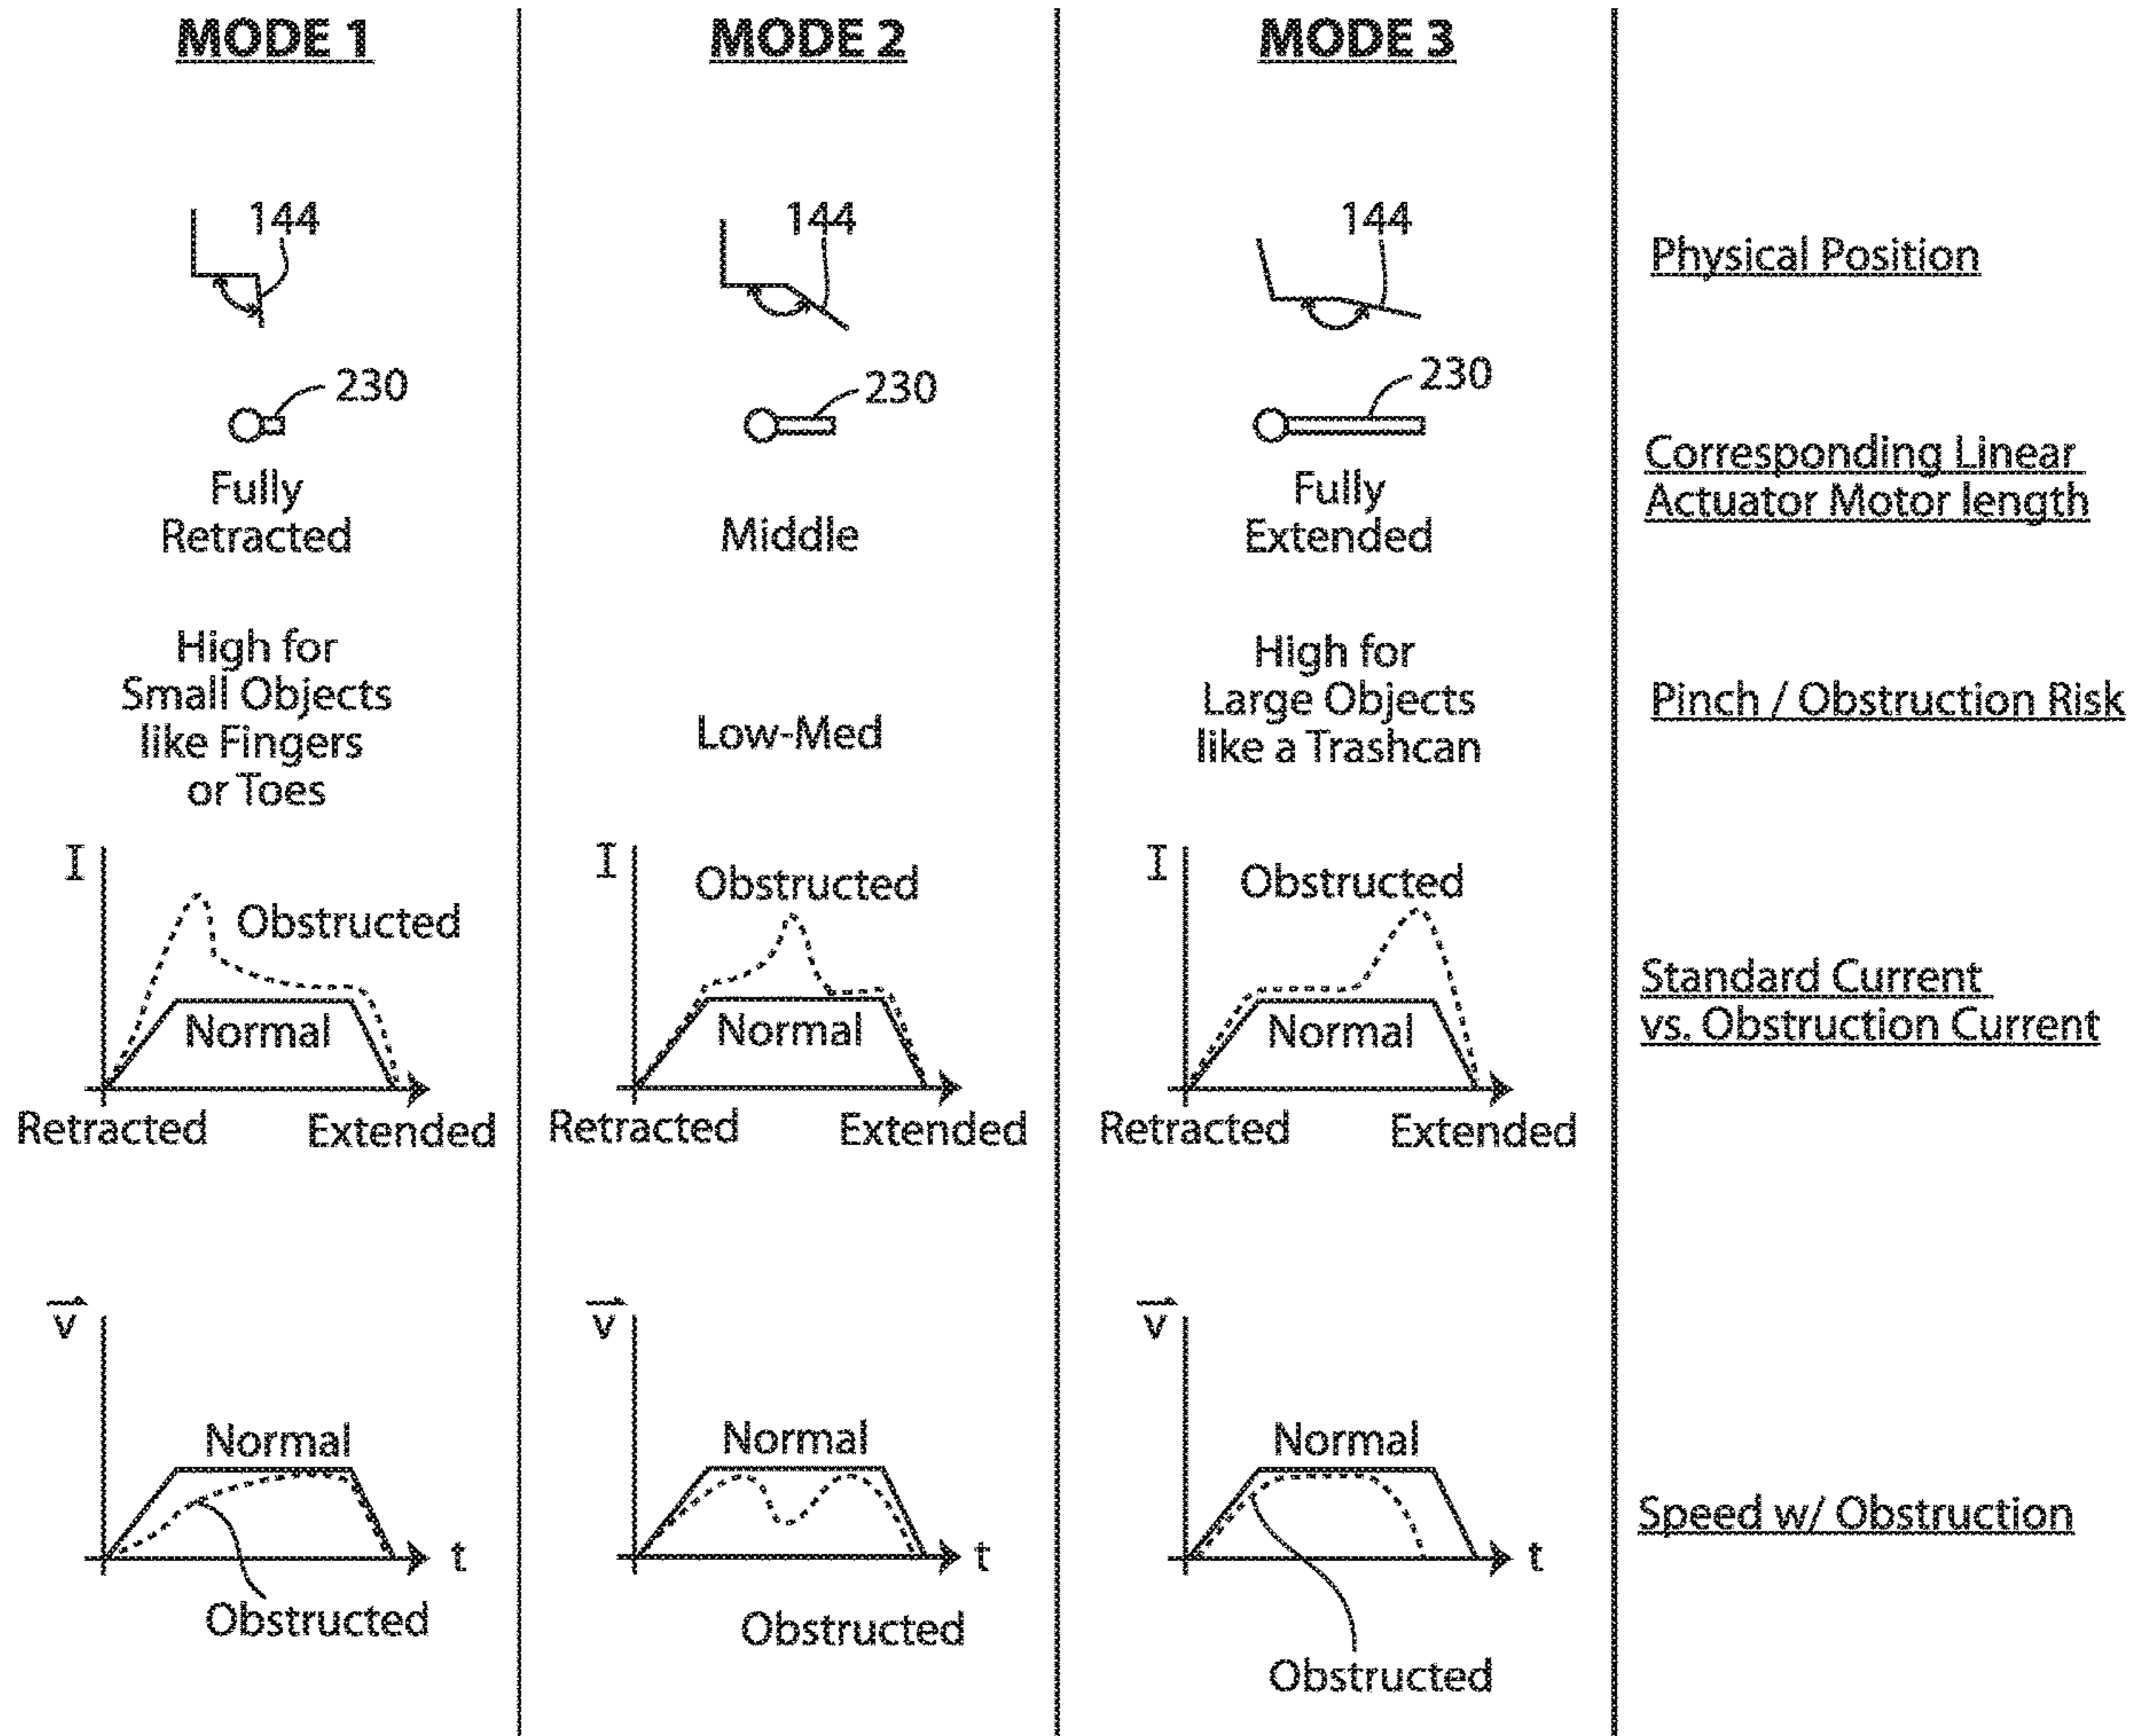 MODE 1
MODE 2
MODE 3
144
144
144
Physical Position
230
230
230
Fully
Retracted
Middle
Fully
Extended
Corresponding Linear
Actuator Motor length
High for
Small Objects
like Fingers
or Toes
Low-Med
High for
Large Objects
like a Trashcan
Pinch / Obstruction Risk
I
Obstructed
Normal
Retracted
Extended
I
Obstructed
Normal
Retracted
Extended
I
Obstructed
Normal
Retracted
Extended
Standard Current
vs. Obstruction Current
v
Normal
t
Obstructed
v
Normal
t
Obstructed
v
Normal
t
Obstructed
Speed w/ Obstruction